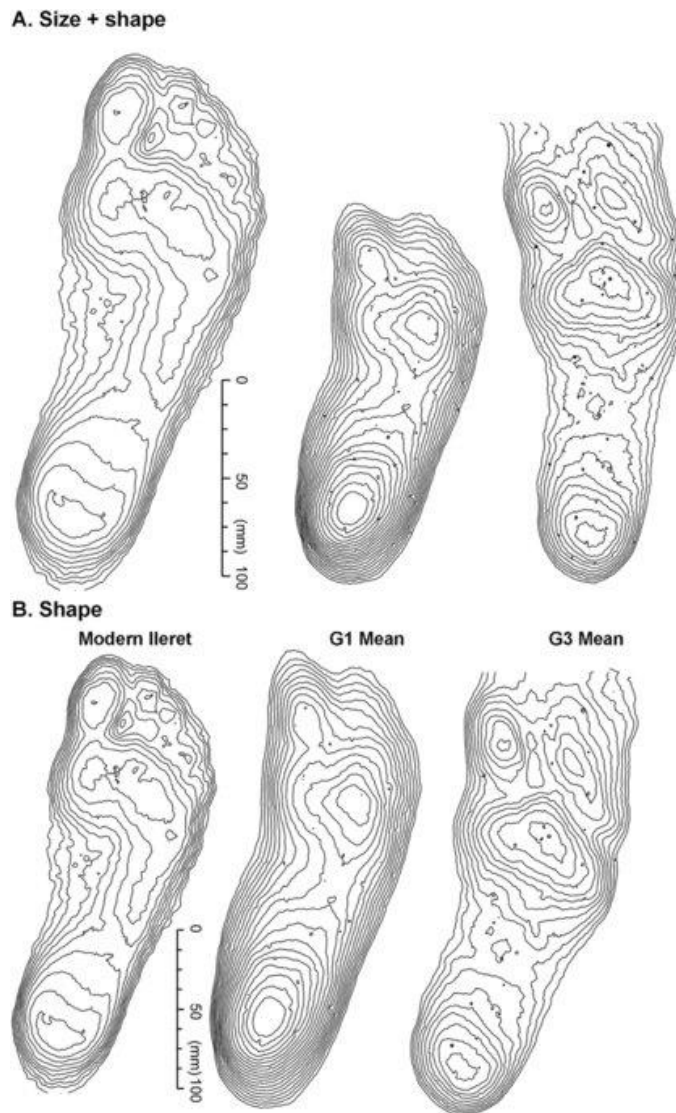 A. Size + shape
0
50
(mm)
100
B. Shape
Modern Ileret
G1 Mean
G3 Mean
0
50
(mm)
100